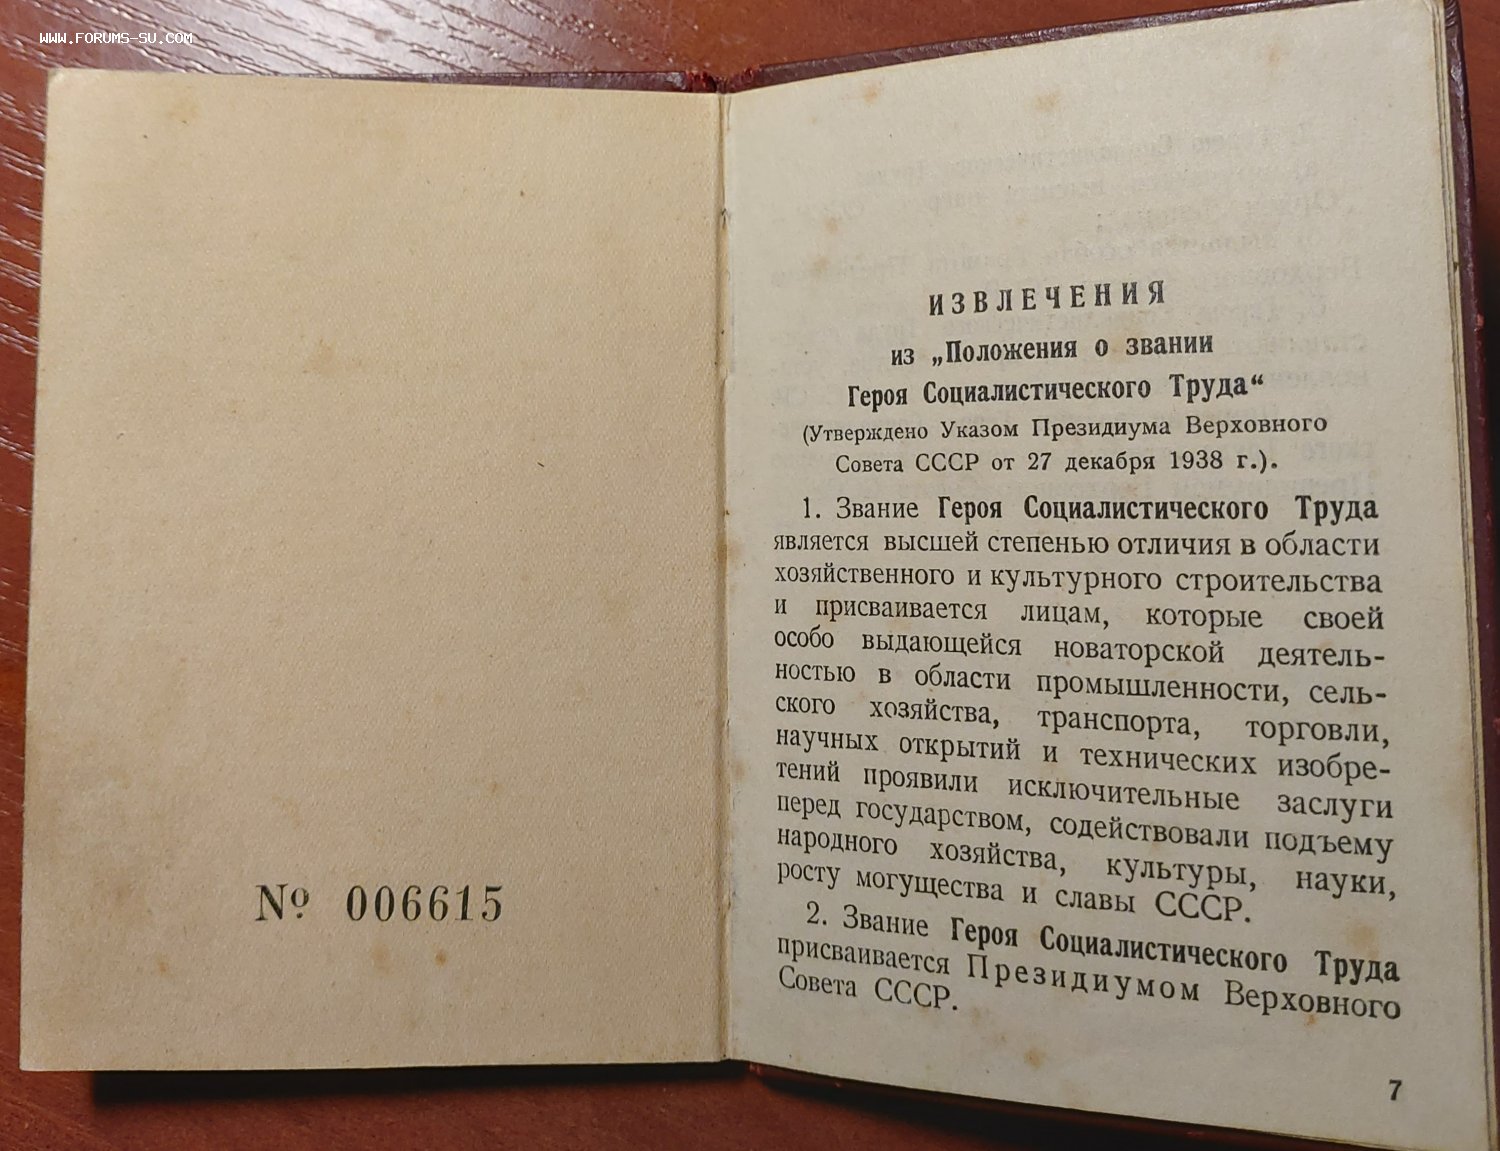 WWW.FORUMS-SU.COM
№ 006615
ИЗВЛЕЧЕНИЯ
из „Положения о звании
Героя Социалистического Труда“
(Утверждено Указом Президиума Верховного
Совета СССР от 27 декабря 1938 г.).
1. Звание Героя Социалистического Труда
является высшей степенью отличия в области
хозяйственного и культурного строительства
и присваивается лицам, которые своей
особо выдающейся новаторской деятель-
ностью в области промышленности, сель-
ского хозяйства, транспорта, торговли,
научных открытий и технических изобре-
тений проявили исключительные заслуги
перед государством, содействовали подъему
народного хозяйства, культуры, науки,
росту могущества и славы СССР.
2. Звание Героя Социалистического Труда
присваивается Президиумом Верховного
Совета СССР.
7